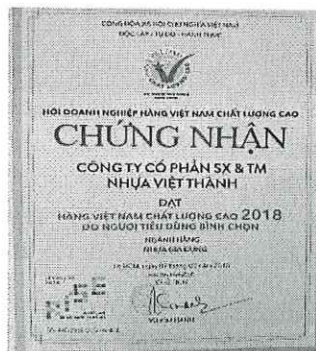 CỘNG HÒA XÃ HỘI CHỦ NGHĨA VIỆT NAM
ĐỘC LẬP - TỰ DO - HẠNH PHÚC
HỘI DOANH NGHIỆP HÀNG VIỆT NAM CHẤT LƯỢNG CAO
CHỨNG NHẬN
CÔNG TY CỔ PHẦN SX & TM
NHỰA VIỆT THÀNH
ĐẠT
HÀNG VIỆT NAM CHẤT LƯỢNG CAO 2018
DO NGƯỜI TIÊU DÙNG BÌNH CHỌN
NGÀNH HÀNG
NHỰA GIA DỤNG